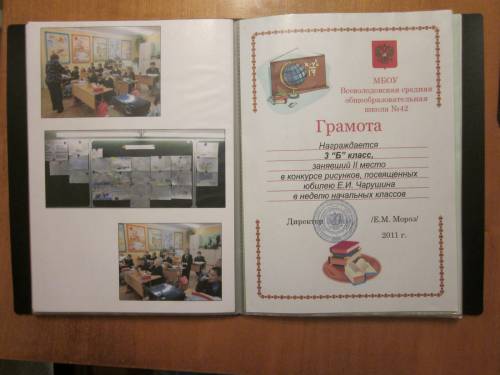 МБОУ
Всеволодовская средняя
общеобразовательная
школа №42
Грамота
Награждается
3 "Б" класс,
занявший II место
в конкурсе рисунков, посвященных
юбилею Е.И. Чарушина
в неделю начальных классов
Директор /Е.М. Мороз/
2011 г.